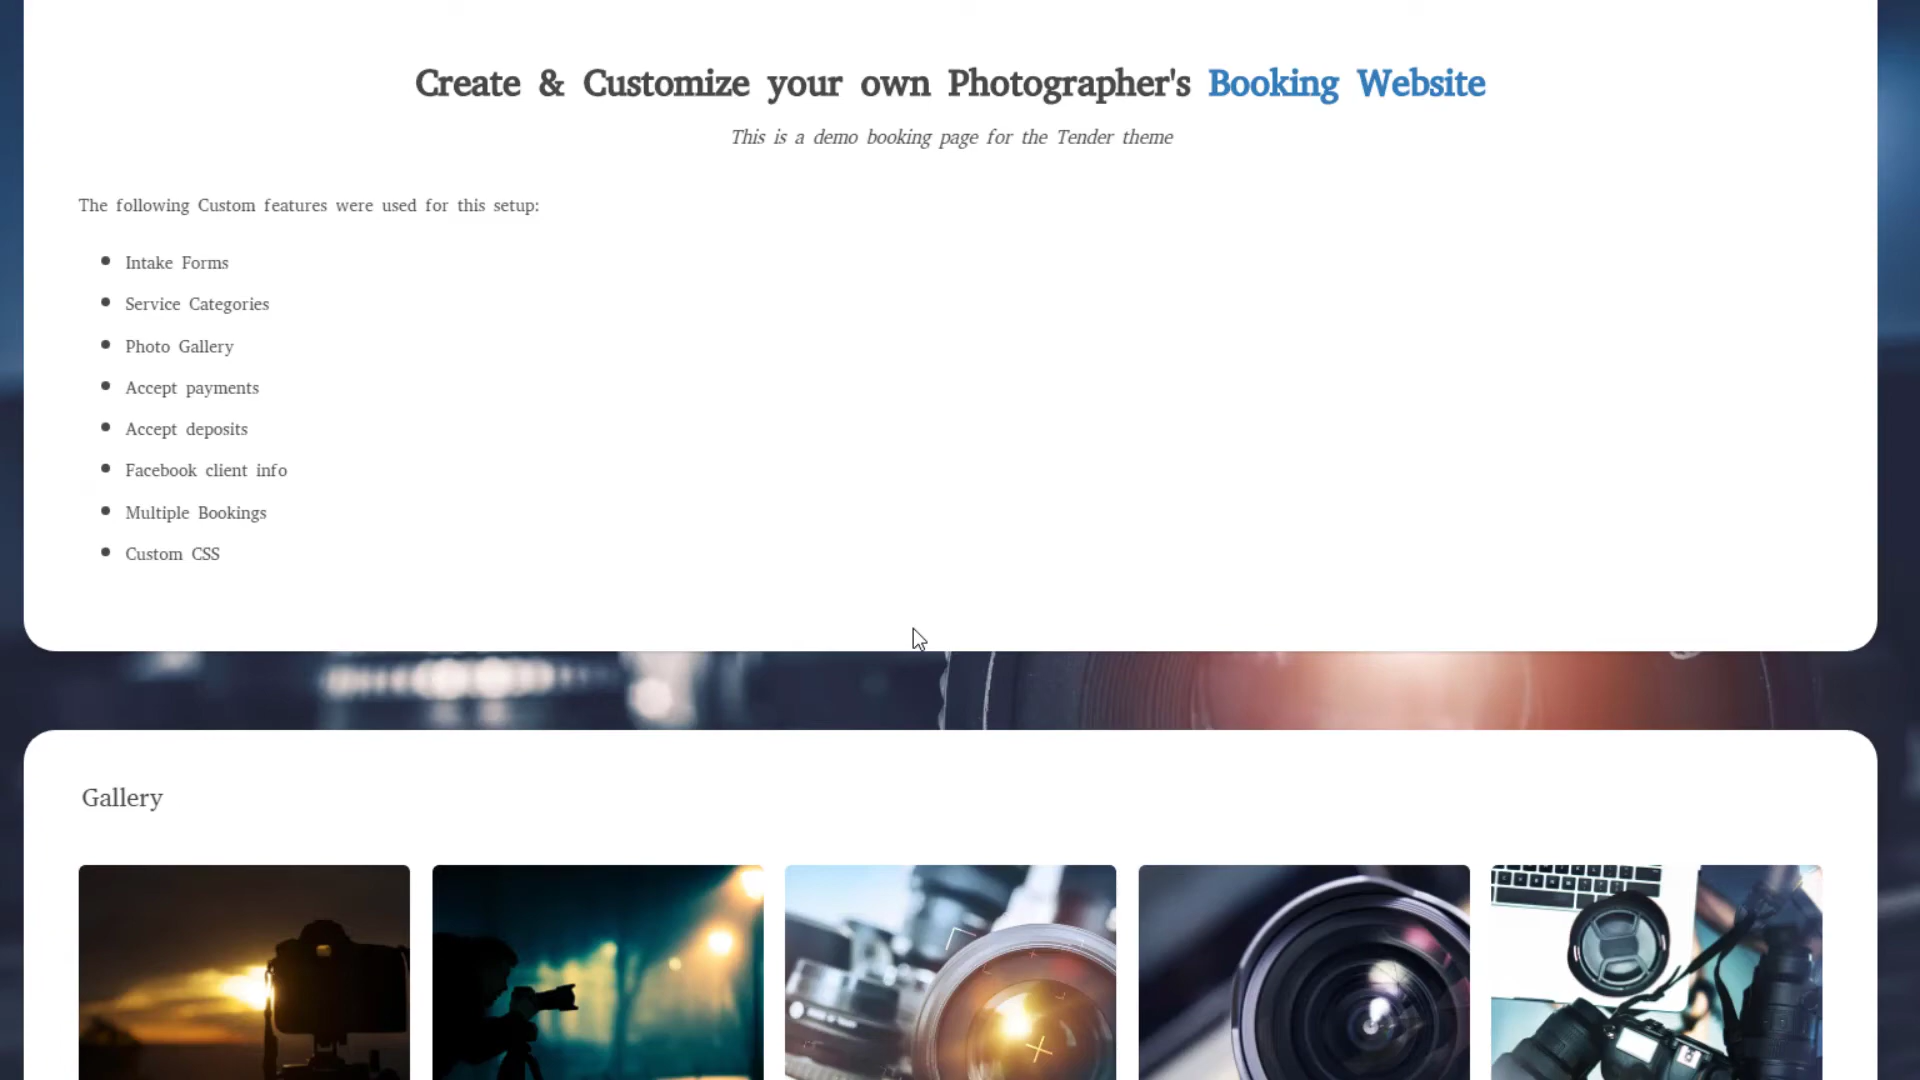 Create & Customize your own Photographer's Booking Website
This is a demo booking page for the Tender theme
The following Custom features were used for this setup:
Intake Forms
Service Categories
Photo Gallery
Accept payments
Accept deposits
Facebook client info
Multiple Bookings
Custom CSS
Gallery